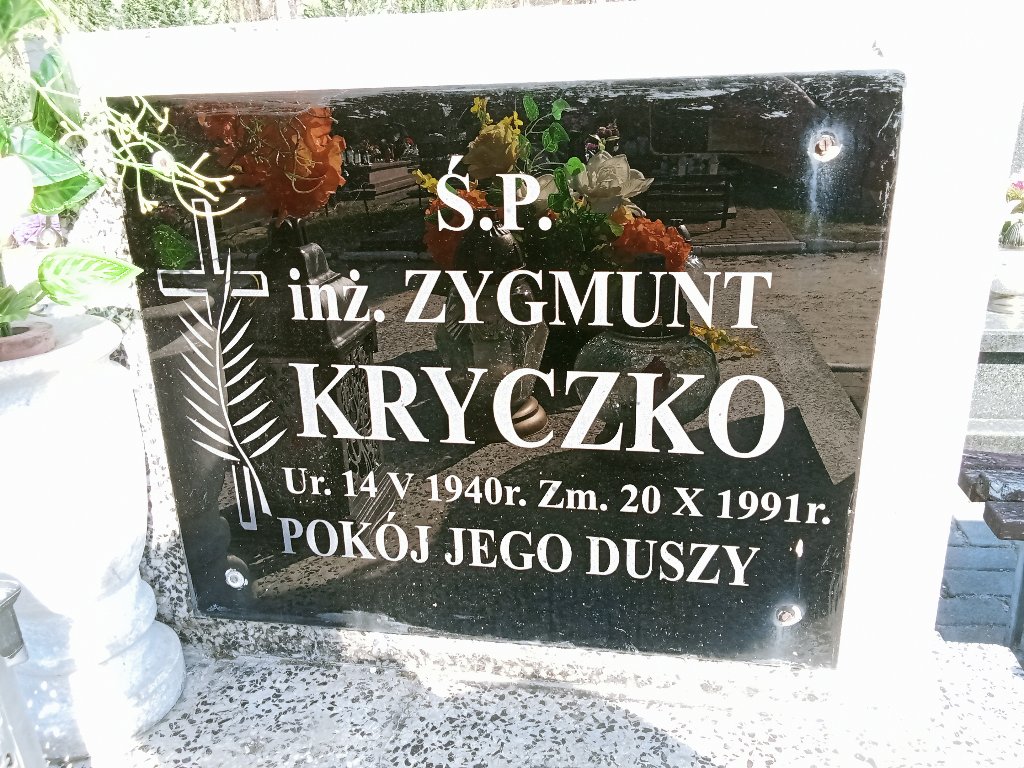 Ś.P.
inż. ZYGMUNT
KRYCZKO
Ur. 14 V 1940r. Zm. 20 X 1991r.
POKÓJ JEGO DUSZY